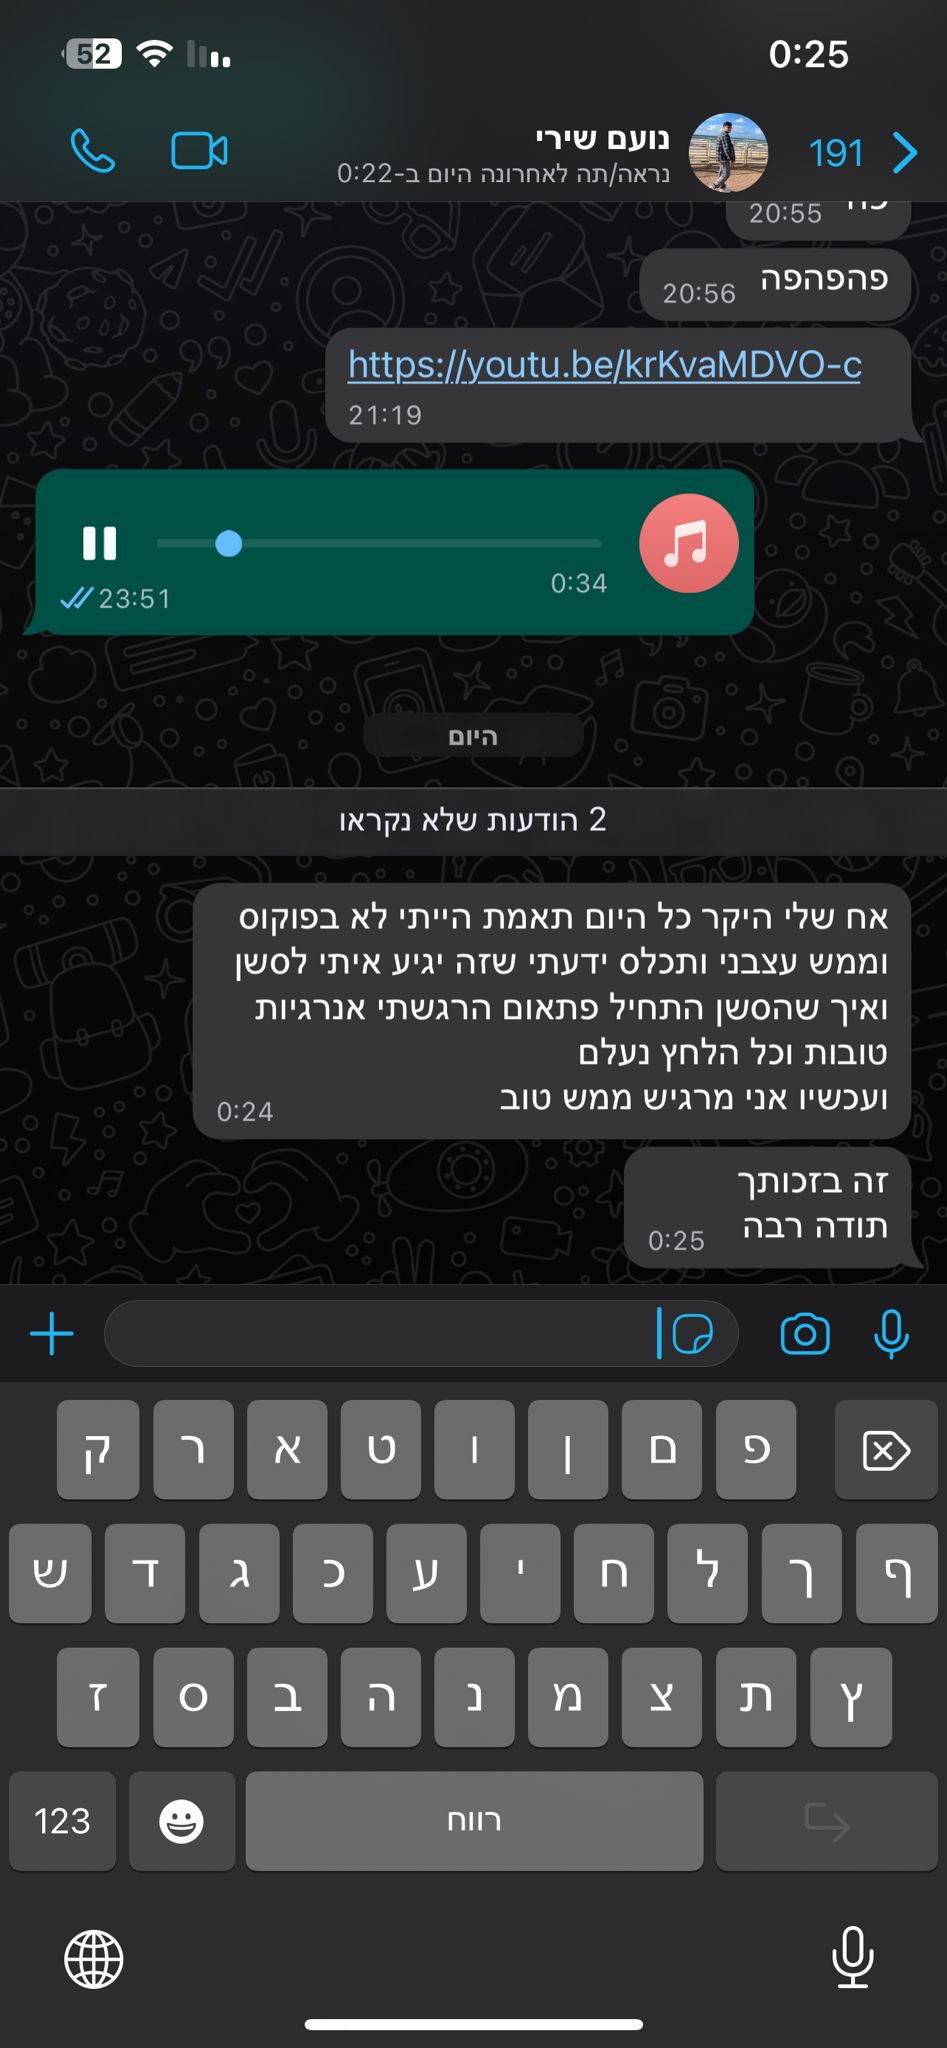 52
0:25
191
נועם שירי
נראה/תה לאחרונה היום ב-0:22
20:55
פהפהפה
20:56
https://youtu.be/krKvaMDVO-c
21:19
0:34
23:51
היום
2 הודעות שלא נקראו
אח שלי היקר כל היום תאמת הייתי לא בפוקוס
וממש עצבני ותכלס ידעתי שזה יגיע איתי לסשן
ואיך שהסשן התחיל פתאום הרגשתי אנרגיות
טובות וכל הלחץ נעלם
ועכשיו אני מרגיש ממש טוב
0:24
זה בזכותך
תודה רבה
0:25
ק ר א ט ו ן ם פ
ש ד ג כ ע י ח ל ך ף
ז ס ב ה נ מ צ ת ץ
123
רווח